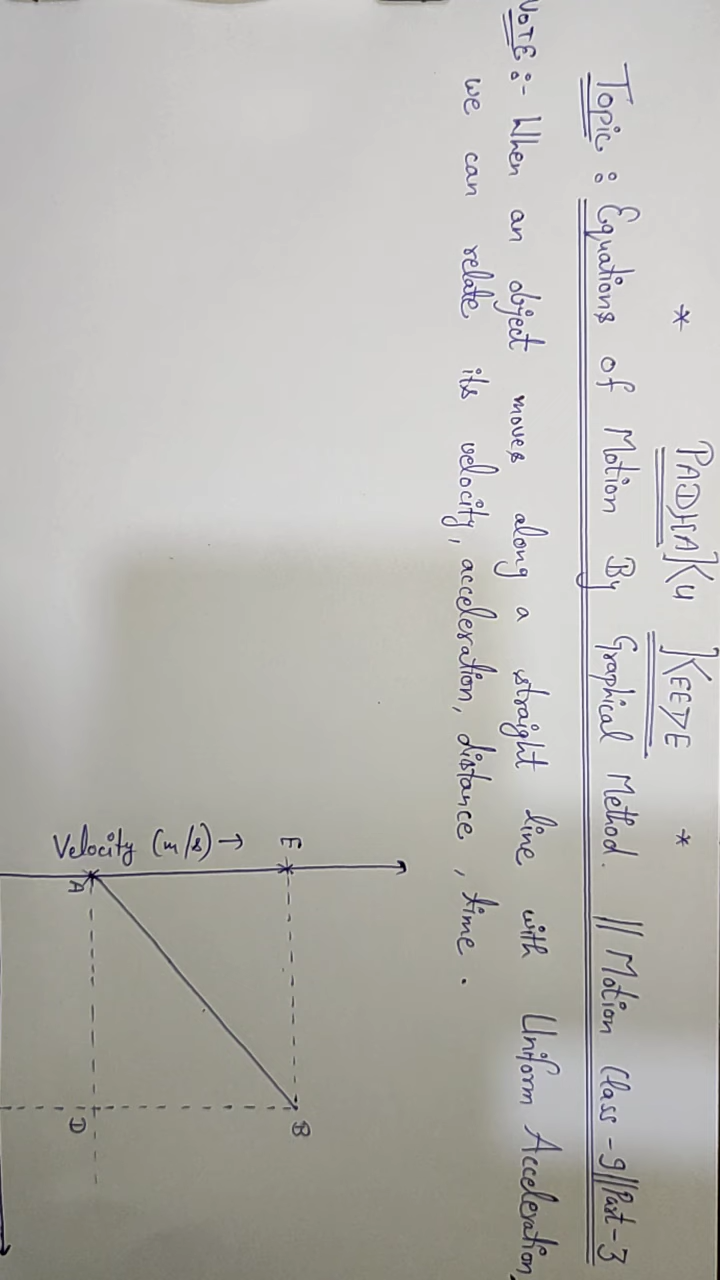 * PADHAKU KEEDE *
Topic : Equations of Motion By Graphical Method. || Motion Class-9||Part-3
NOTE :- When an object moves along a straight line with Uniform Acceleration,
we can relate its velocity, acceleration, distance, time.
E
B
Velocity (m/s) →
A
D